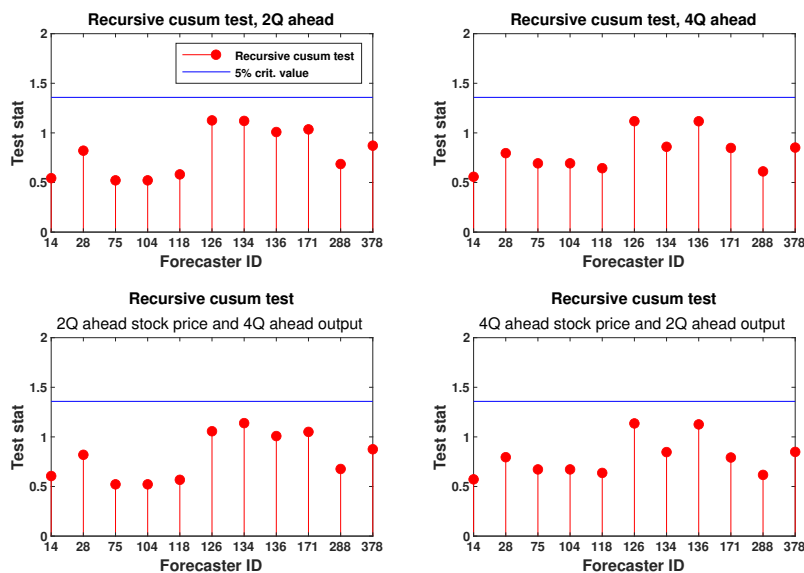 Recursive cusum test, 2Q ahead
2
1.5
1
0.5
0
Test stat
Recursive cusum test
5% crit. value
14 28 75 104 118 126 134 136 171 288 378
Forecaster ID
Recursive cusum test, 4Q ahead
2
1.5
1
0.5
0
Test stat
14 28 75 104 118 126 134 136 171 288 378
Forecaster ID
Recursive cusum test
2Q ahead stock price and 4Q ahead output
2
1.5
1
0.5
0
Test stat
14 28 75 104 118 126 134 136 171 288 378
Forecaster ID
Recursive cusum test
4Q ahead stock price and 2Q ahead output
2
1.5
1
0.5
0
Test stat
14 28 75 104 118 126 134 136 171 288 378
Forecaster ID